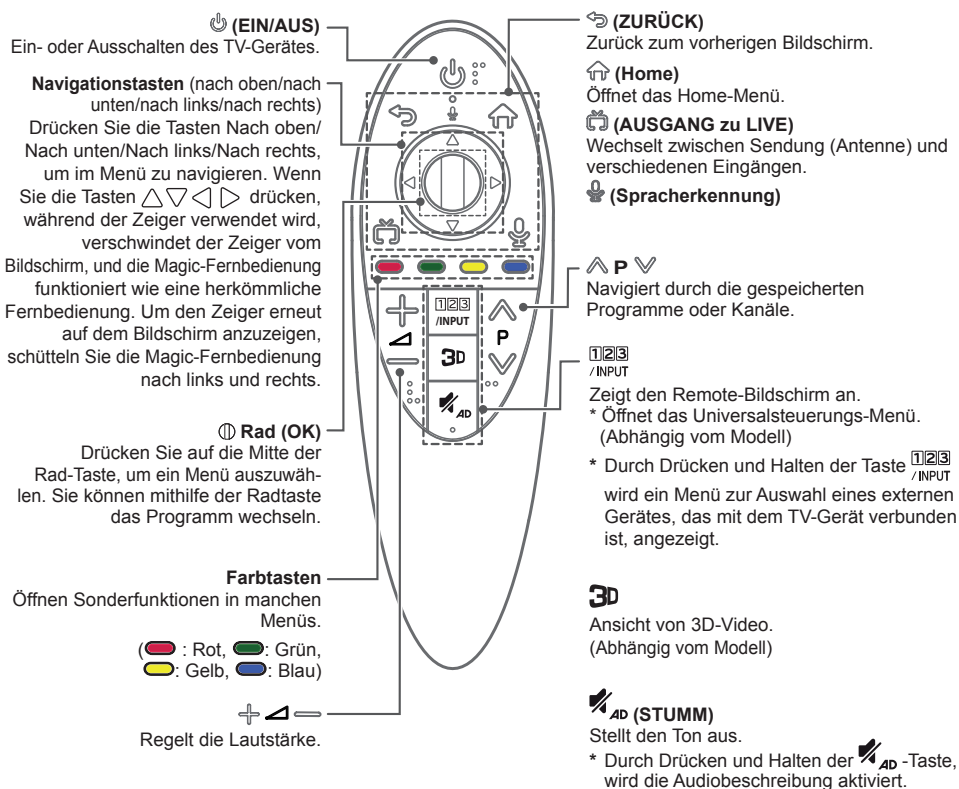 (EIN/AUS)
Ein- oder Ausschalten des TV-Gerätes.
Navigationstasten (nach oben/nach
unten/nach links/nach rechts)
Drücken Sie die Tasten Nach oben/
Nach unten/Nach links/Nach rechts,
um im Menü zu navigieren. Wenn
Sie die Tasten △▽◁▷ drücken,
während der Zeiger verwendet wird,
verschwindet der Zeiger vom
Bildschirm, und die Magic-Fernbedienung
funktioniert wie eine herkömmliche
Fernbedienung. Um den Zeiger erneut
auf dem Bildschirm anzuzeigen,
schütteln Sie die Magic-Fernbedienung
nach links und rechts.
Rad (OK)
Drücken Sie auf die Mitte der
Rad-Taste, um ein Menü auszuwäh-
len. Sie können mithilfe der Radtaste
das Programm wechseln.
Farbtasten
Öffnen Sonderfunktionen in manchen
Menüs.
( : Rot, : Grün,
: Gelb, : Blau)
Regelt die Lautstärke.
123
/INPUT
3D
AD
P
(ZURÜCK)
Zurück zum vorherigen Bildschirm.
(Home)
Öffnet das Home-Menü.
(AUSGANG zu LIVE)
Wechselt zwischen Sendung (Antenne) und
verschiedenen Eingängen.
(Spracherkennung)
P
Navigiert durch die gespeicherten
Programme oder Kanäle.
123
/ INPUT
Zeigt den Remote-Bildschirm an.
* Öffnet das Universalsteuerungs-Menü.
(Abhängig vom Modell)
* Durch Drücken und Halten der Taste 123 / INPUT
wird ein Menü zur Auswahl eines externen
Gerätes, das mit dem TV-Gerät verbunden
ist, angezeigt.
3D
Ansicht von 3D-Video.
(Abhängig vom Modell)
AD (STUMM)
Stellt den Ton aus.
* Durch Drücken und Halten der AD -Taste,
wird die Audiobeschreibung aktiviert.